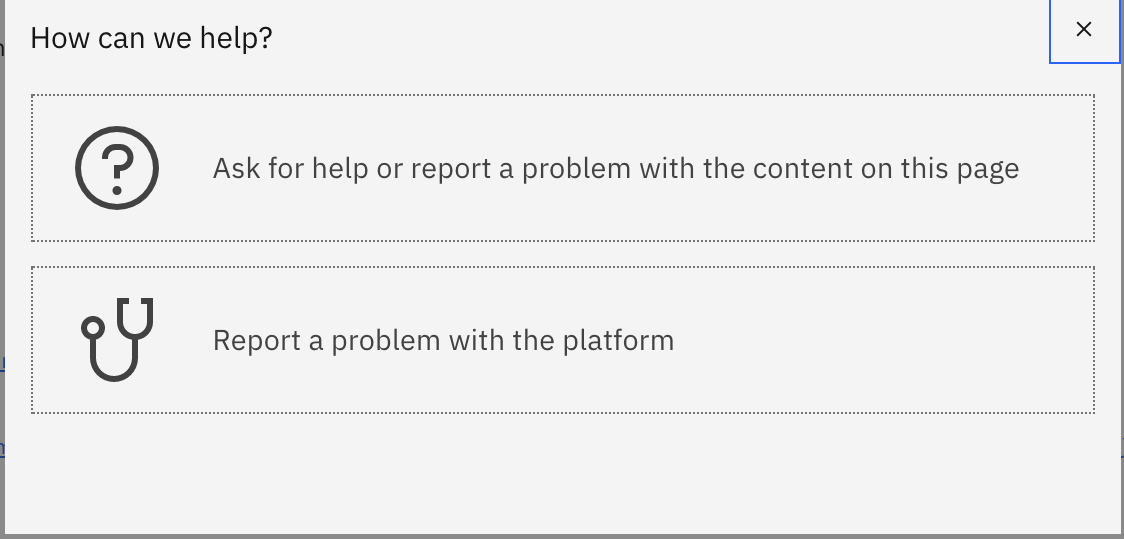 How can we help?
Ask for help or report a problem with the content on this page
Report a problem with the platform